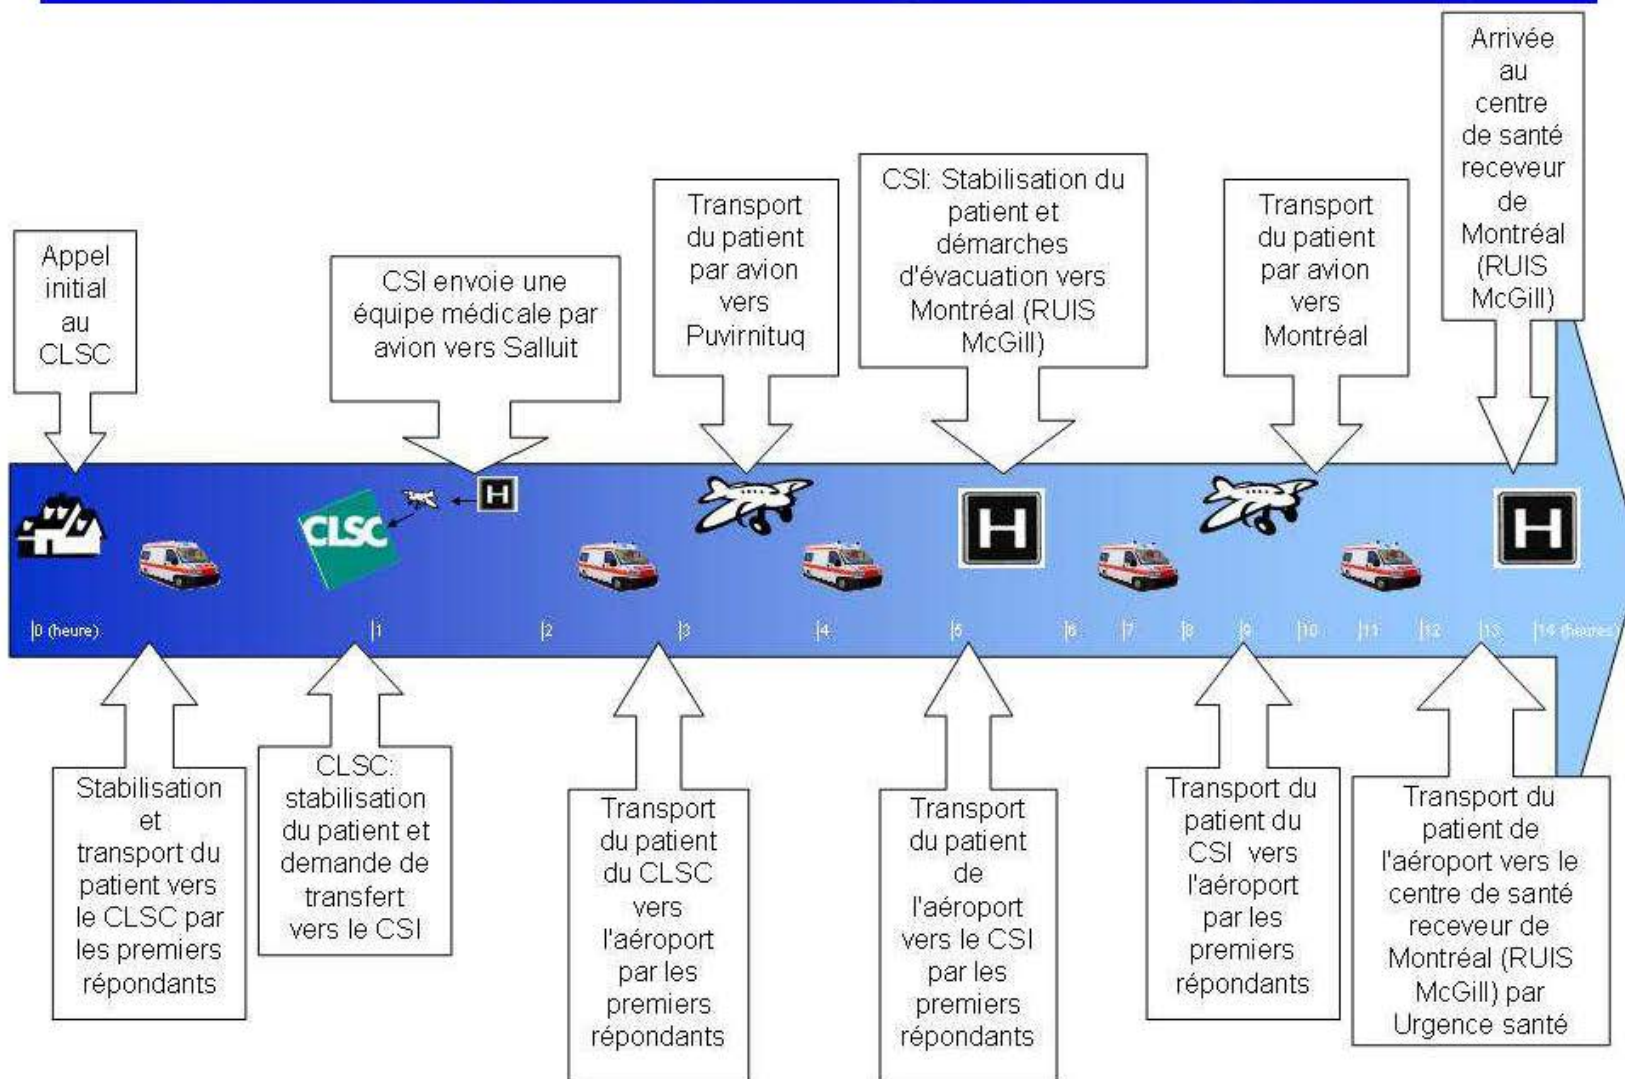 Appel
initial
au
CLSC
CSI envoie une
équipe médicale par
avion vers Salluit
Transport
du patient
par avion
vers
Puvirnituq
CSI: Stabilisation du
patient et
démarches
d'évacuation vers
Montréal (RUIS
McGill)
Transport
du patient
par avion
vers
Montréal
Arrivée
au
centre
de santé
receveur
de
Montréal
(RUIS
McGill)
H
CLSC
H
H
|0 (heure) |1 |2 |3 |4 |5 |6 |7 |8 |9 |10 |11 |12 |13 |14 (heures)
Stabilisation
et
transport du
patient vers
le CLSC par
les premiers
répondants
CLSC:
stabilisation
du patient et
demande de
transfert
vers le CSI
Transport
du patient
du CLSC
vers
l'aéroport
par les
premiers
répondants
Transport
du patient
de
l'aéroport
vers le CSI
par les
premiers
répondants
Transport du
patient du
CSI vers
l'aéroport
par les
premiers
répondants
Transport du
patient de
l'aéroport vers le
centre de santé
receveur de
Montréal (RUIS
McGill) par
Urgence santé